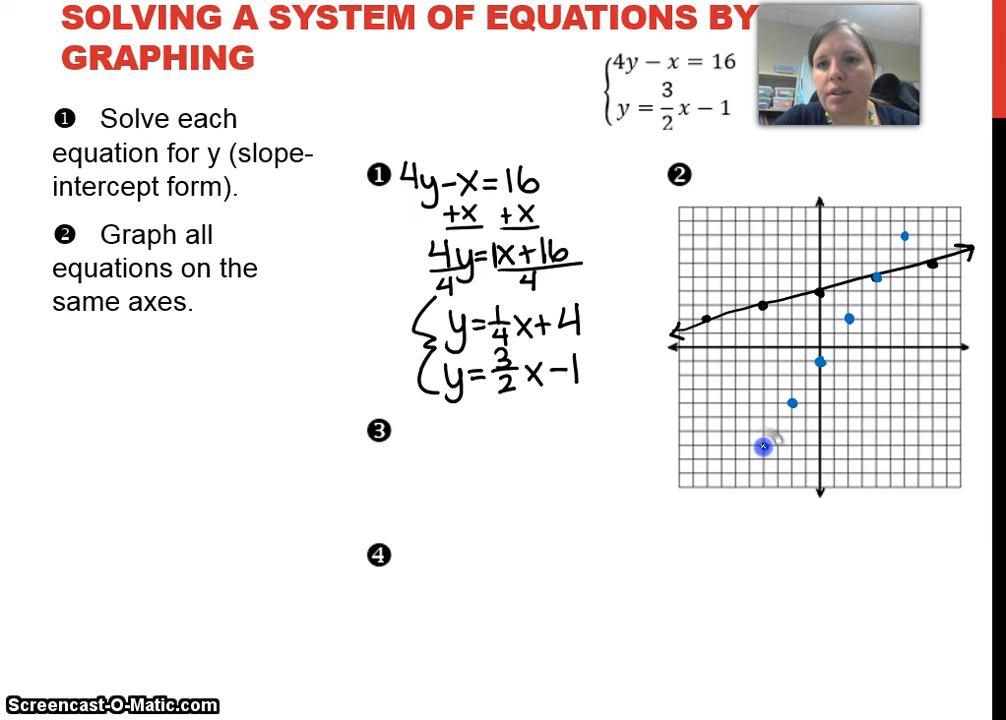 SOLVING A SYSTEM OF EQUATIONS BY
GRAPHING
4y − x = 16
y = 3/2 x − 1
❶ Solve each
equation for y (slope-
intercept form).
❷ Graph all
equations on the
same axes.
❶ 4y-x=16
+x +x
4y=1x+16
4 4
y=1/4x+4
y=3/2x-1
❷
❸
❹
Screencast-O-Matic.com